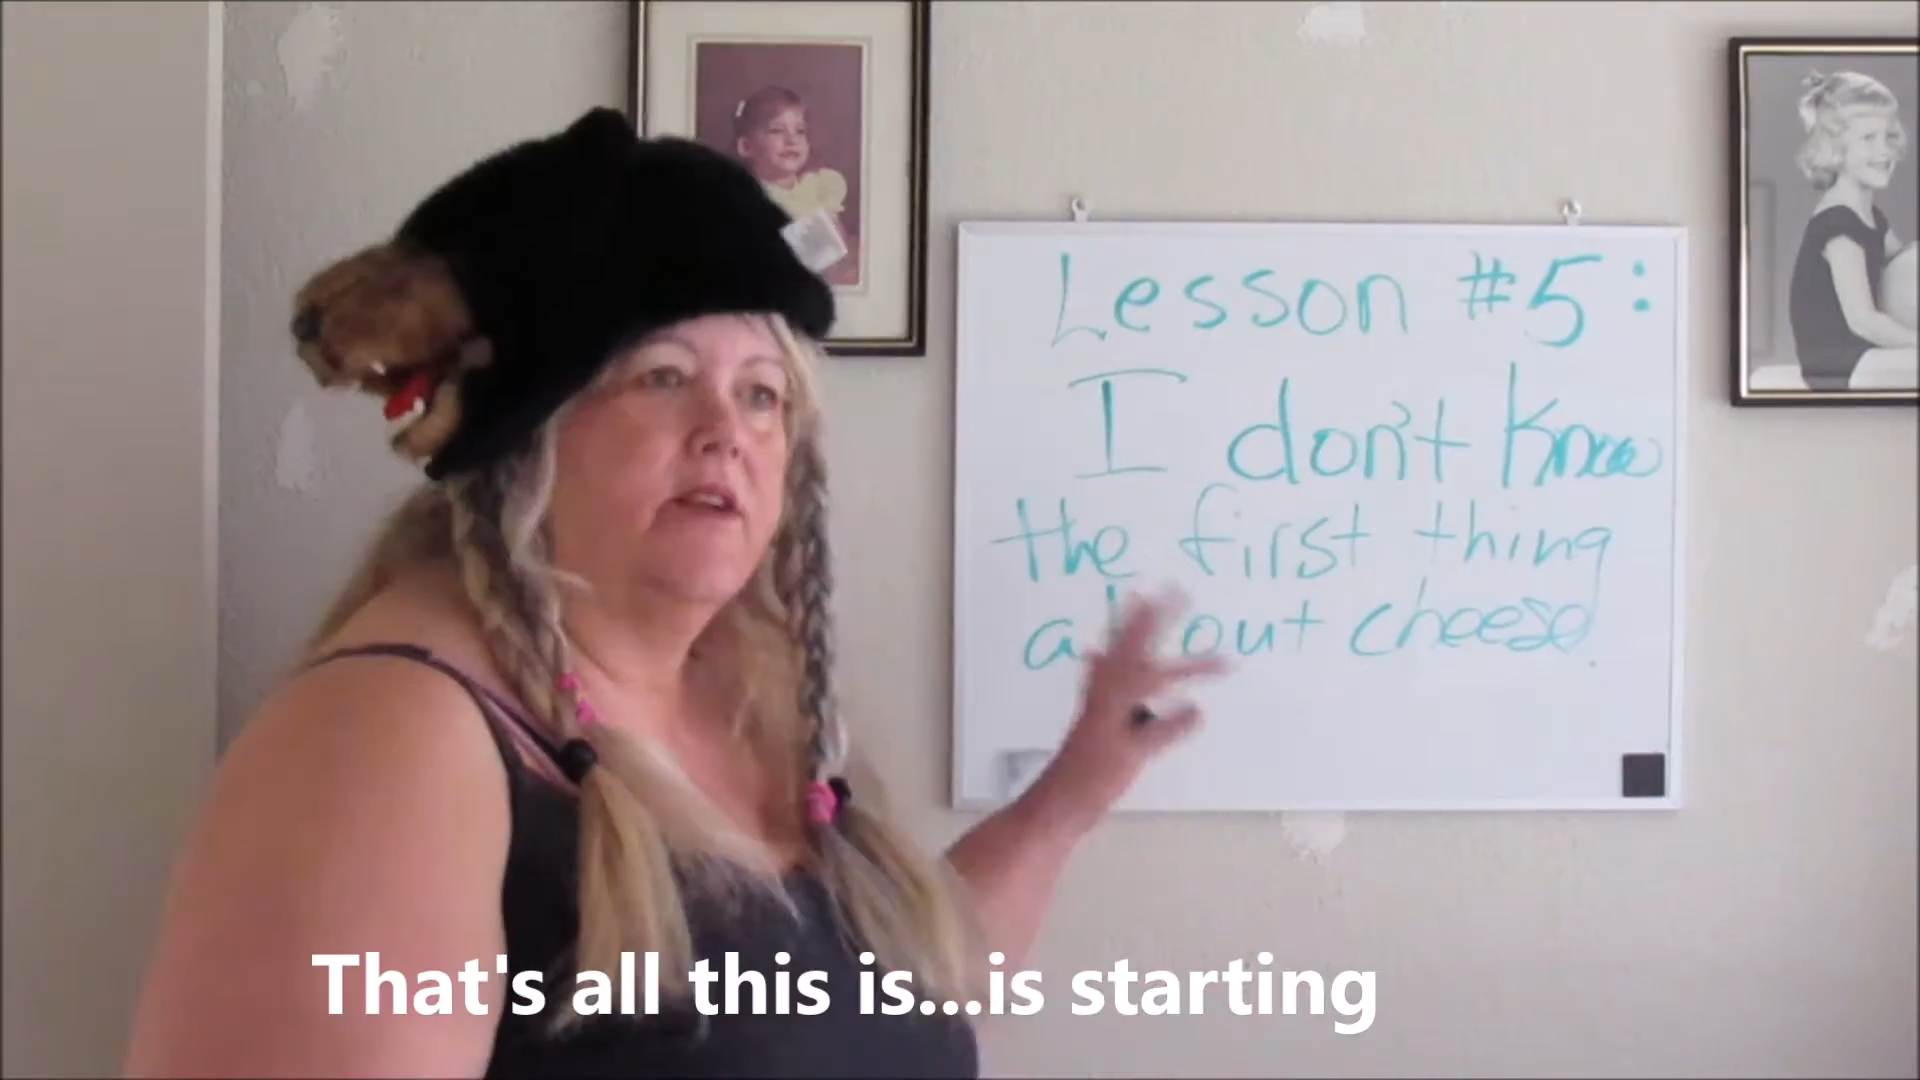 Lesson #5:
I don't know
the first thing
about cheese.
That's all this is...is starting